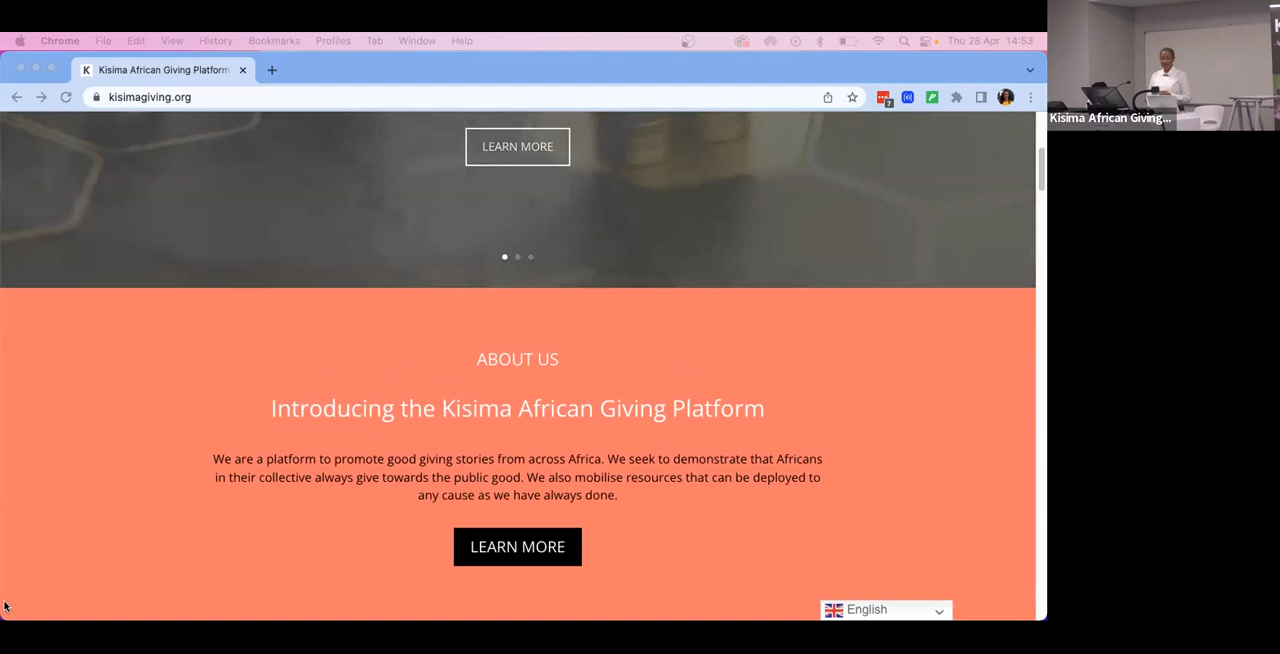 Chrome File Edit View History Bookmarks Profiles Tab Window Help Thu 28 Apr 14:53
K Kisima African Giving Platform
kisimagiving.org
7
Kisima African Giving...
LEARN MORE
ABOUT US
Introducing the Kisima African Giving Platform
We are a platform to promote good giving stories from across Africa. We seek to demonstrate that Africans
in their collective always give towards the public good. We also mobilise resources that can be deployed to
any cause as we have always done.
LEARN MORE
English